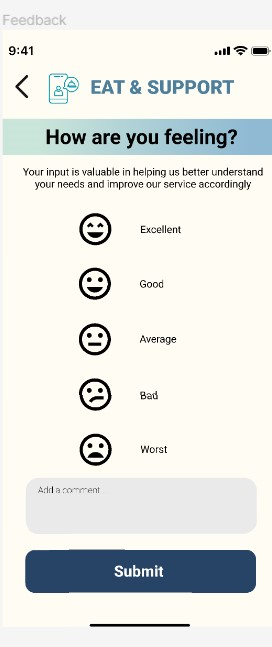 Feedback
9:41
EAT & SUPPORT
How are you feeling?
Your input is valuable in helping us better understand
your needs and improve our service accordingly
Excellent
Good
Average
Bad
Worst
Add a comment
Submit